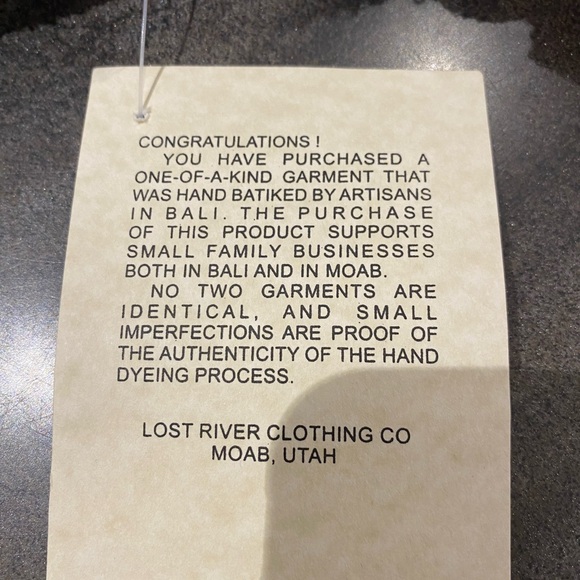 CONGRATULATIONS !
YOU HAVE PURCHASED A
ONE-OF-A-KIND GARMENT THAT
WAS HAND BATIKED BY ARTISANS
IN BALI. THE PURCHASE
OF THIS PRODUCT SUPPORTS
SMALL FAMILY BUSINESSES
BOTH IN BALI AND IN MOAB.
NO TWO GARMENTS ARE
IDENTICAL, AND SMALL
IMPERFECTIONS ARE PROOF OF
THE AUTHENTICITY OF THE HAND
DYEING PROCESS.
LOST RIVER CLOTHING CO
MOAB, UTAH